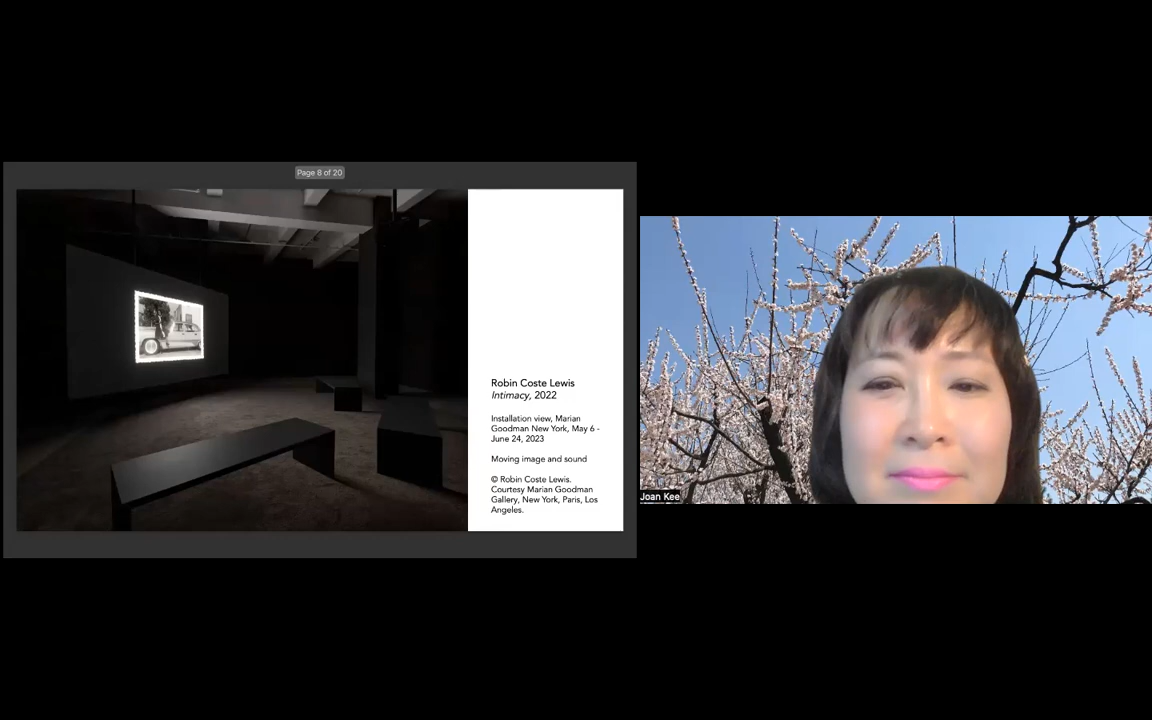 Page 8 of 20
Robin Coste Lewis
Intimacy, 2022
Installation view, Marian
Goodman New York, May 6 -
June 24, 2023
Moving image and sound
© Robin Coste Lewis.
Courtesy Marian Goodman
Gallery, New York, Paris, Los
Angeles.
Joan Kee